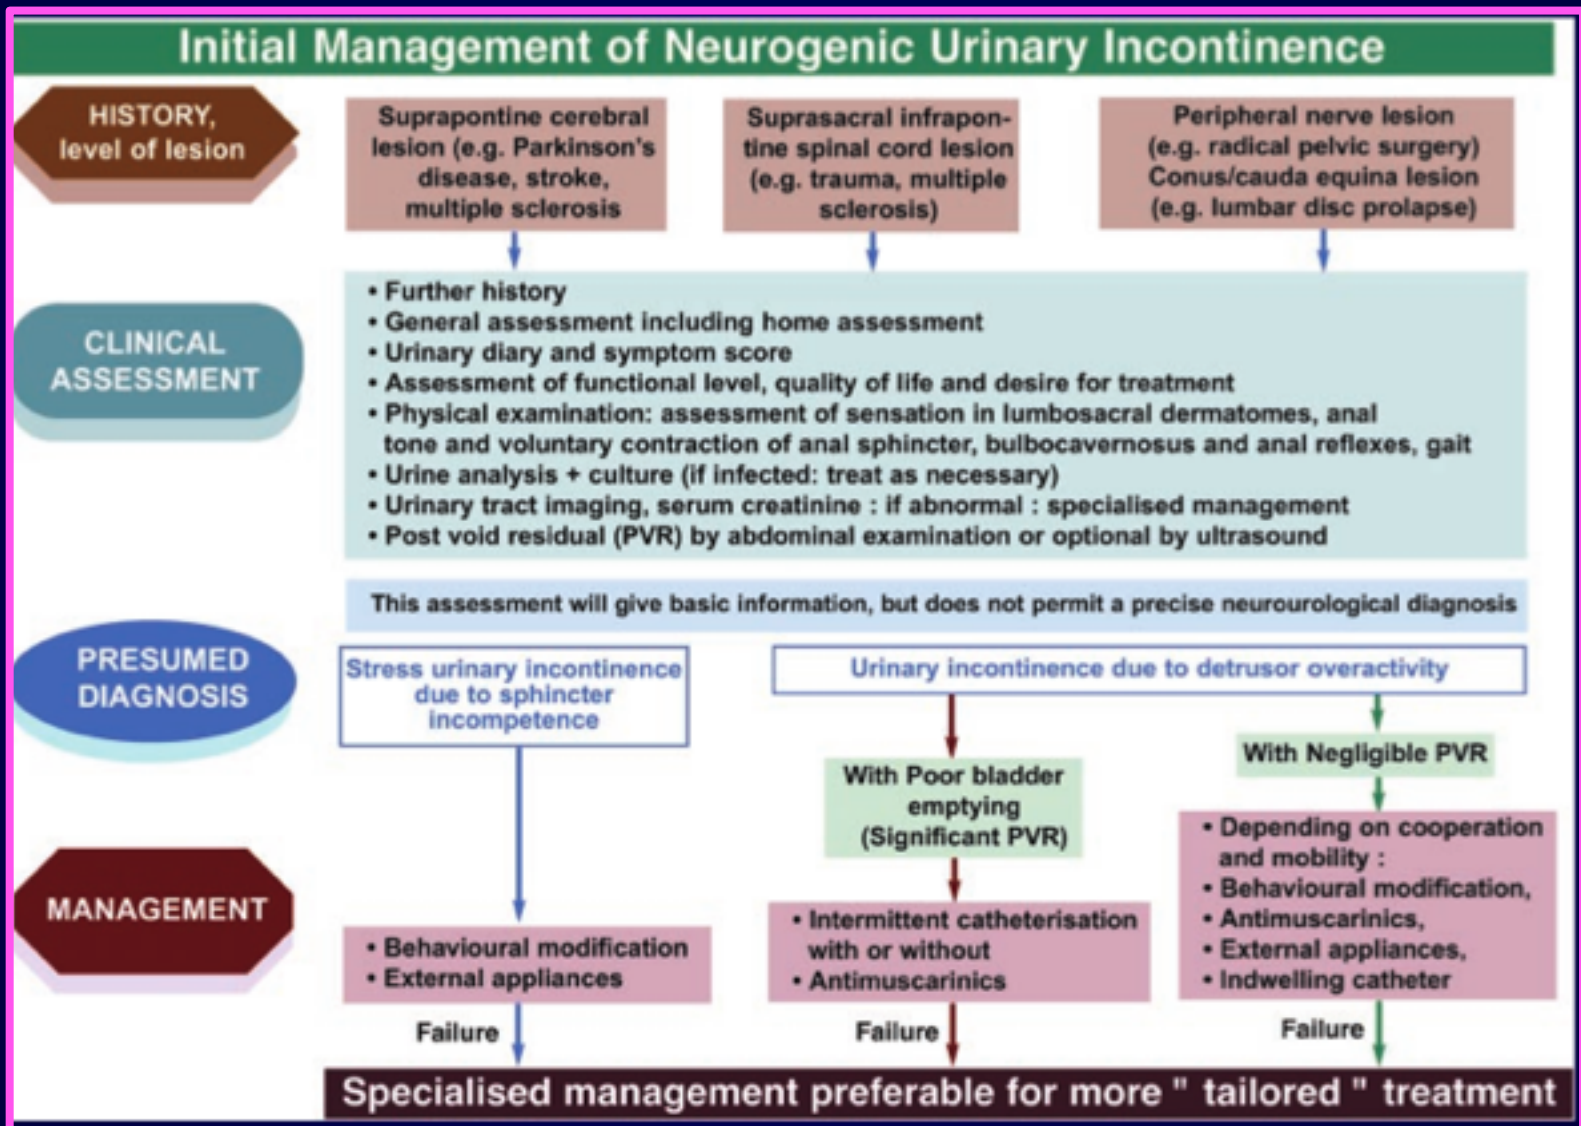 Initial Management of Neurogenic Urinary Incontinence
HISTORY,
level of lesion
Suprapontine cerebral
lesion (e.g. Parkinson's
disease, stroke,
multiple sclerosis
Suprasacral infrapon-
tine spinal cord lesion
(e.g. trauma, multiple
sclerosis)
Peripheral nerve lesion
(e.g. radical pelvic surgery)
Conus/cauda equina lesion
(e.g. lumbar disc prolapse)
CLINICAL
ASSESSMENT
• Further history
• General assessment including home assessment
• Urinary diary and symptom score
• Assessment of functional level, quality of life and desire for treatment
• Physical examination: assessment of sensation in lumbosacral dermatomes, anal
tone and voluntary contraction of anal sphincter, bulbocavernosus and anal reflexes, gait
• Urine analysis + culture (if infected: treat as necessary)
• Urinary tract imaging, serum creatinine : if abnormal : specialised management
• Post void residual (PVR) by abdominal examination or optional by ultrasound
This assessment will give basic information, but does not permit a precise neurourological diagnosis
PRESUMED
DIAGNOSIS
Stress urinary incontinence
due to sphincter
incompetence
Urinary incontinence due to detrusor overactivity
With Poor bladder
emptying
(Significant PVR)
With Negligible PVR
MANAGEMENT
• Behavioural modification
• External appliances
• Intermittent catheterisation
with or without
• Antimuscarinics
• Depending on cooperation
and mobility :
• Behavioural modification,
• Antimuscarinics,
• External appliances,
• Indwelling catheter
Failure
Failure
Failure
Specialised management preferable for more " tailored " treatment